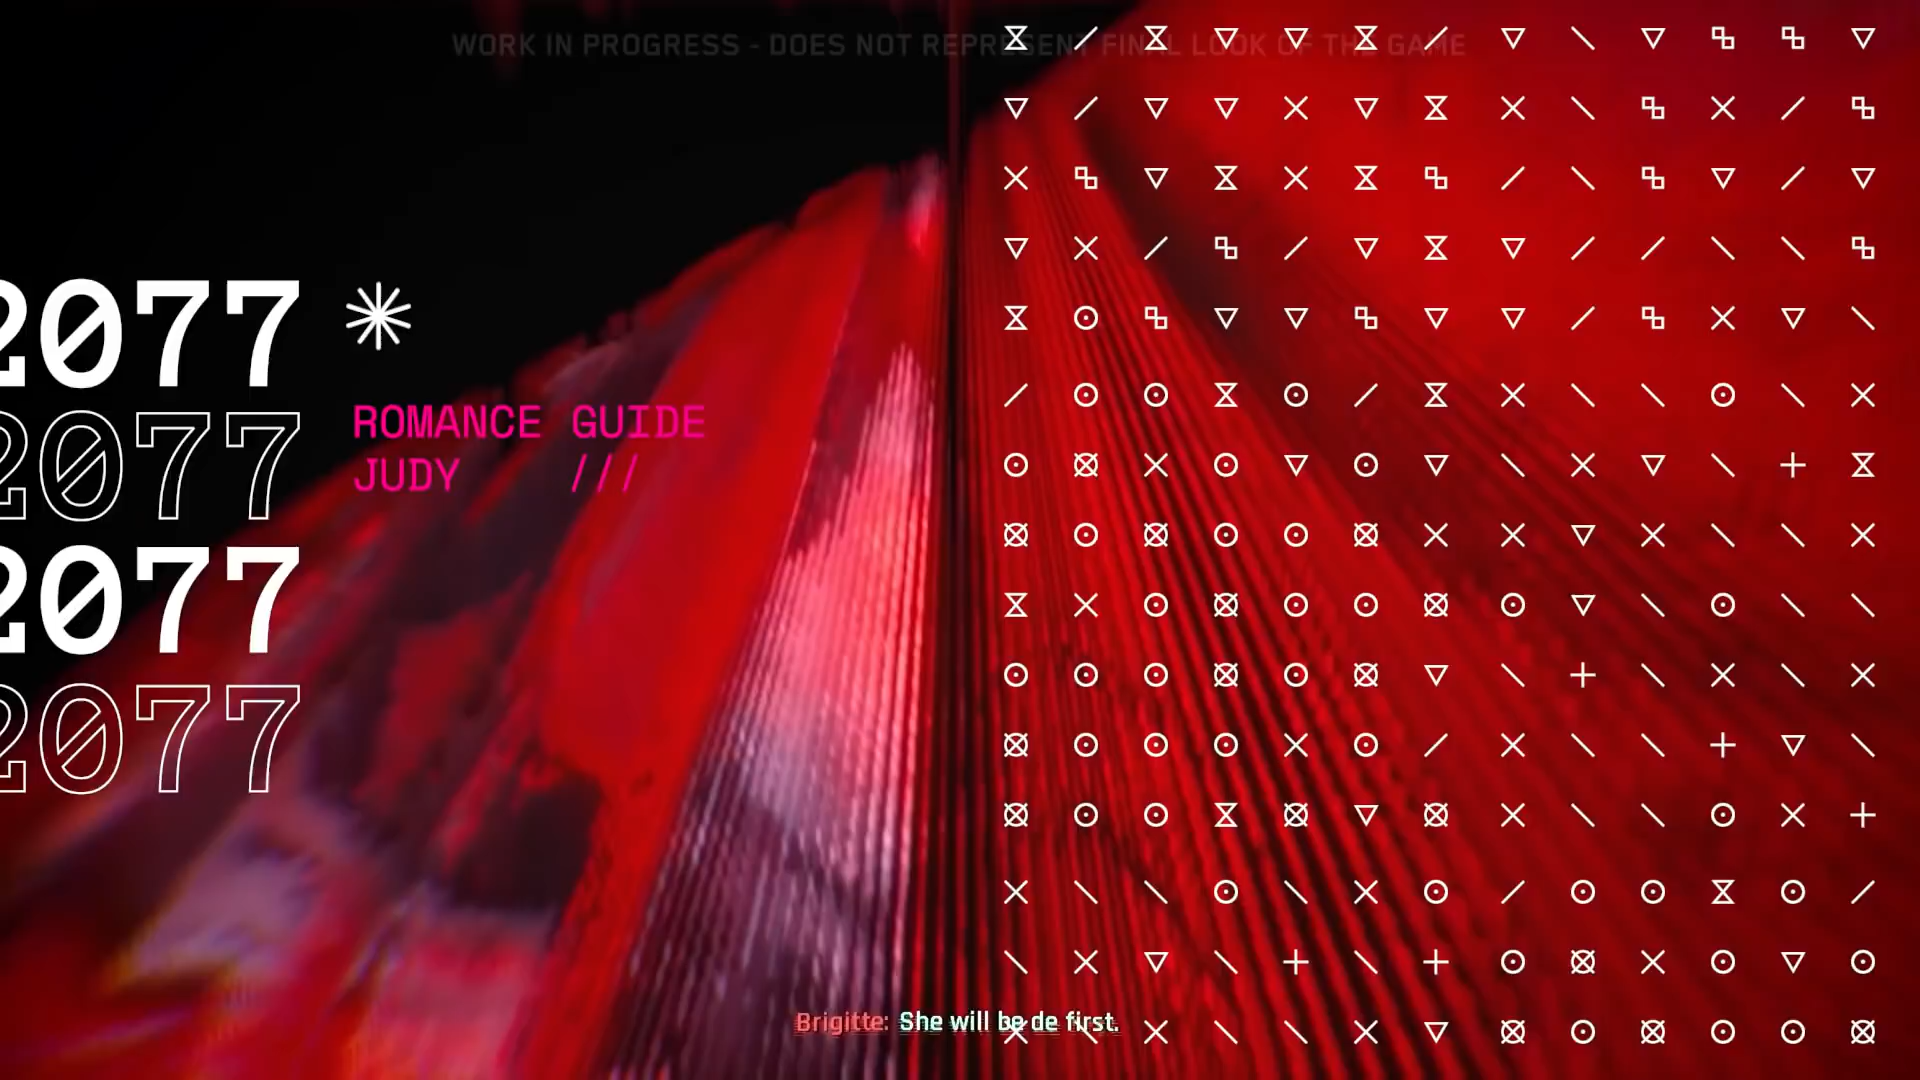 WORK IN PROGRESS - DOES NOT REPRESENT FINAL LOOK OF THE GAME
2077
2077
2077
2077
ROMANCE GUIDE
JUDY ///
Brigitte: She will be de first.